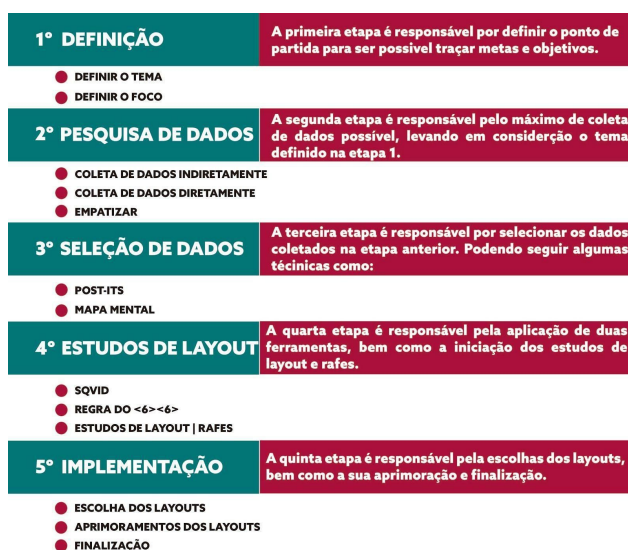 1º DEFINIÇÃO
A primeira etapa é responsável por definir o ponto de
partida para ser possivel traçar metas e objetivos.
DEFINIR O TEMA
DEFINIR O FOCO
2º PESQUISA DE DADOS
A segunda etapa é responsável pelo máximo de coleta
de dados possível, levando em considerção o tema
definido na etapa 1.
COLETA DE DADOS INDIRETAMENTE
COLETA DE DADOS DIRETAMENTE
EMPATIZAR
3º SELEÇÃO DE DADOS
A terceira etapa é responsável por selecionar os dados
coletados na etapa anterior. Podendo seguir algumas
técinicas como:
POST-ITS
MAPA MENTAL
4º ESTUDOS DE LAYOUT
A quarta etapa é responsável pela aplicação de duas
ferramentas, bem como a iniciação dos estudos de
layout e rafes.
SQVID
REGRA DO <6><6>
ESTUDOS DE LAYOUT | RAFES
5º IMPLEMENTAÇÃO
A quinta etapa é responsável pela escolhas dos layouts,
bem como a sua aprimoração e finalização.
ESCOLHA DOS LAYOUTS
APRIMORAMENTOS DOS LAYOUTS
FINALIZAÇÃO